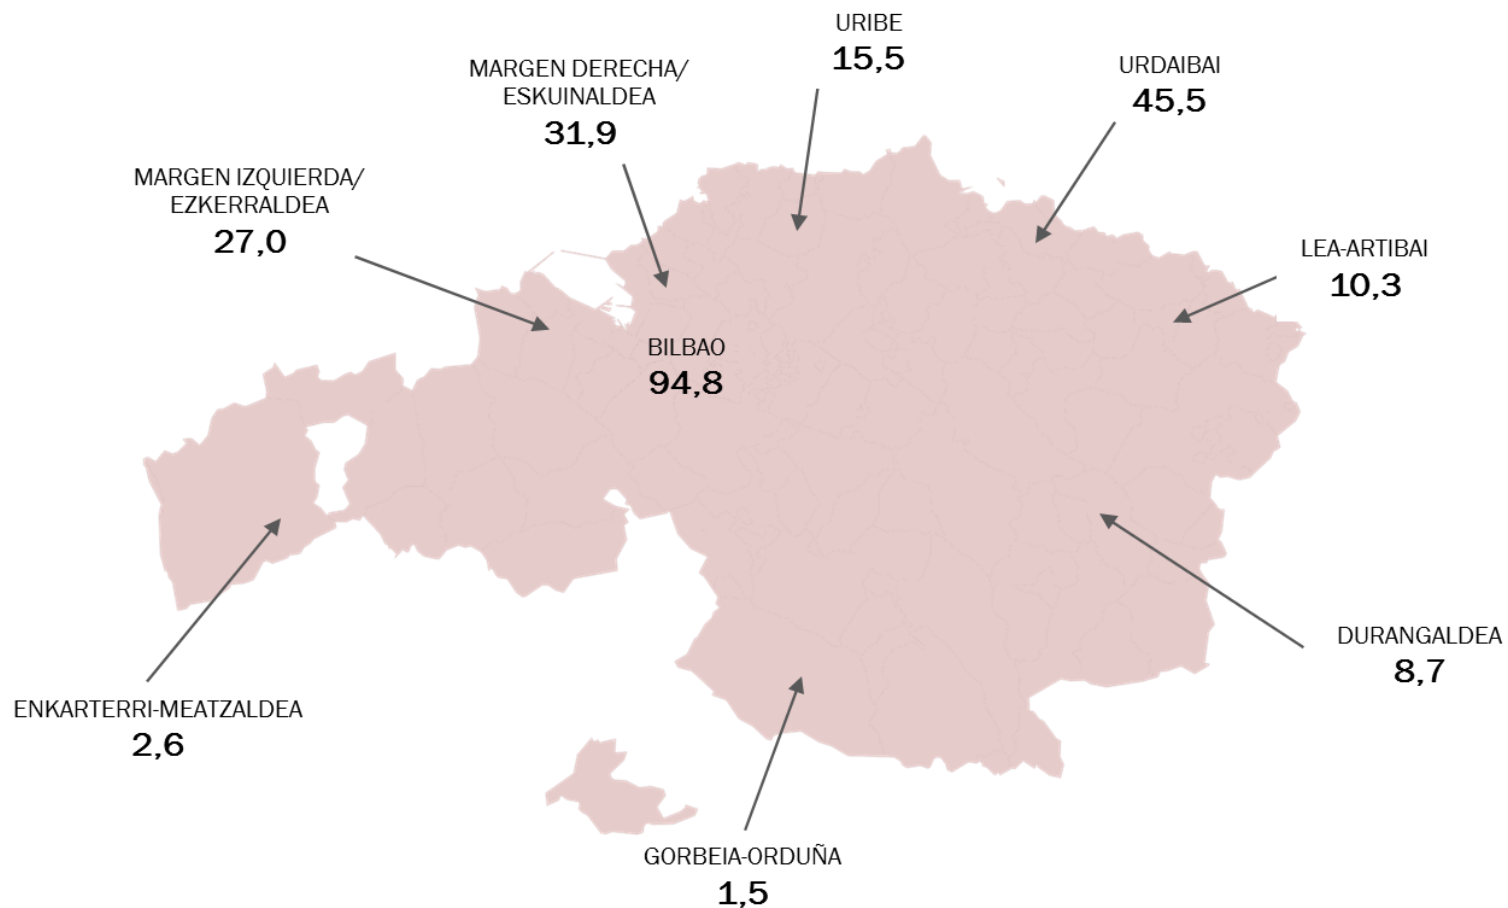 URIBE
15,5
URDAIBAI
45,5
MARGEN DERECHA/
ESKUINALDEA
31,9
MARGEN IZQUIERDA/
EZKERRALDEA
27,0
LEA-ARTIBAI
10,3
BILBAO
94,8
DURANGALDEA
8,7
ENKARTERRI-MEATZALDEA
2,6
GORBEIA-ORDUÑA
1,5